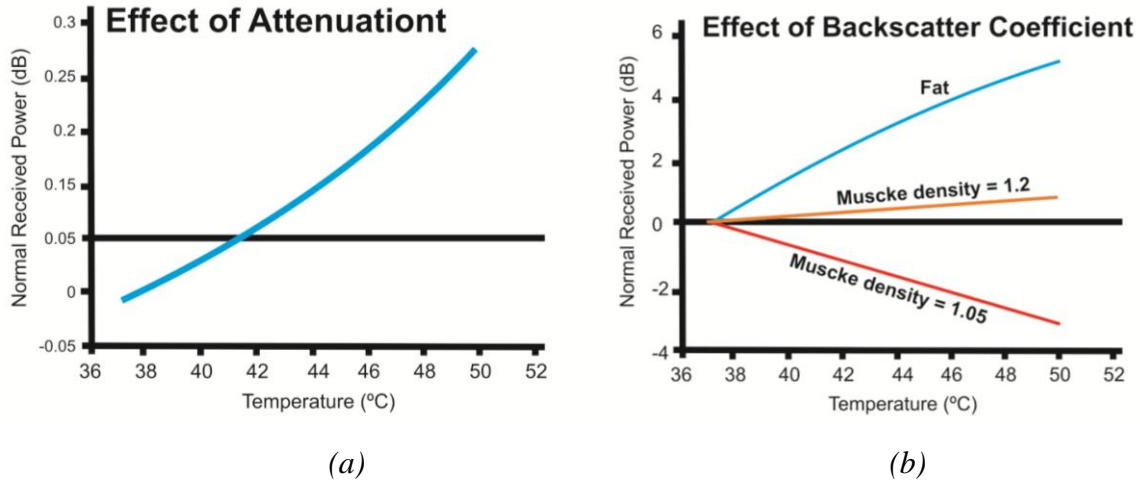 Effect of Attenuationt
Normal Received Power (dB)
0.3
0.25
0.2
0.15
0.05
0
-0.05
36 38 40 42 44 46 48 50 52
Temperature (ºC)
(a)
Effect of Backscatter Coefficient
Normal Received Power (dB)
6
4
2
0
-2
-4
Fat
Muscke density = 1.2
Muscke density = 1.05
36 38 40 42 44 46 48 50 52
Temperature (ºC)
(b)